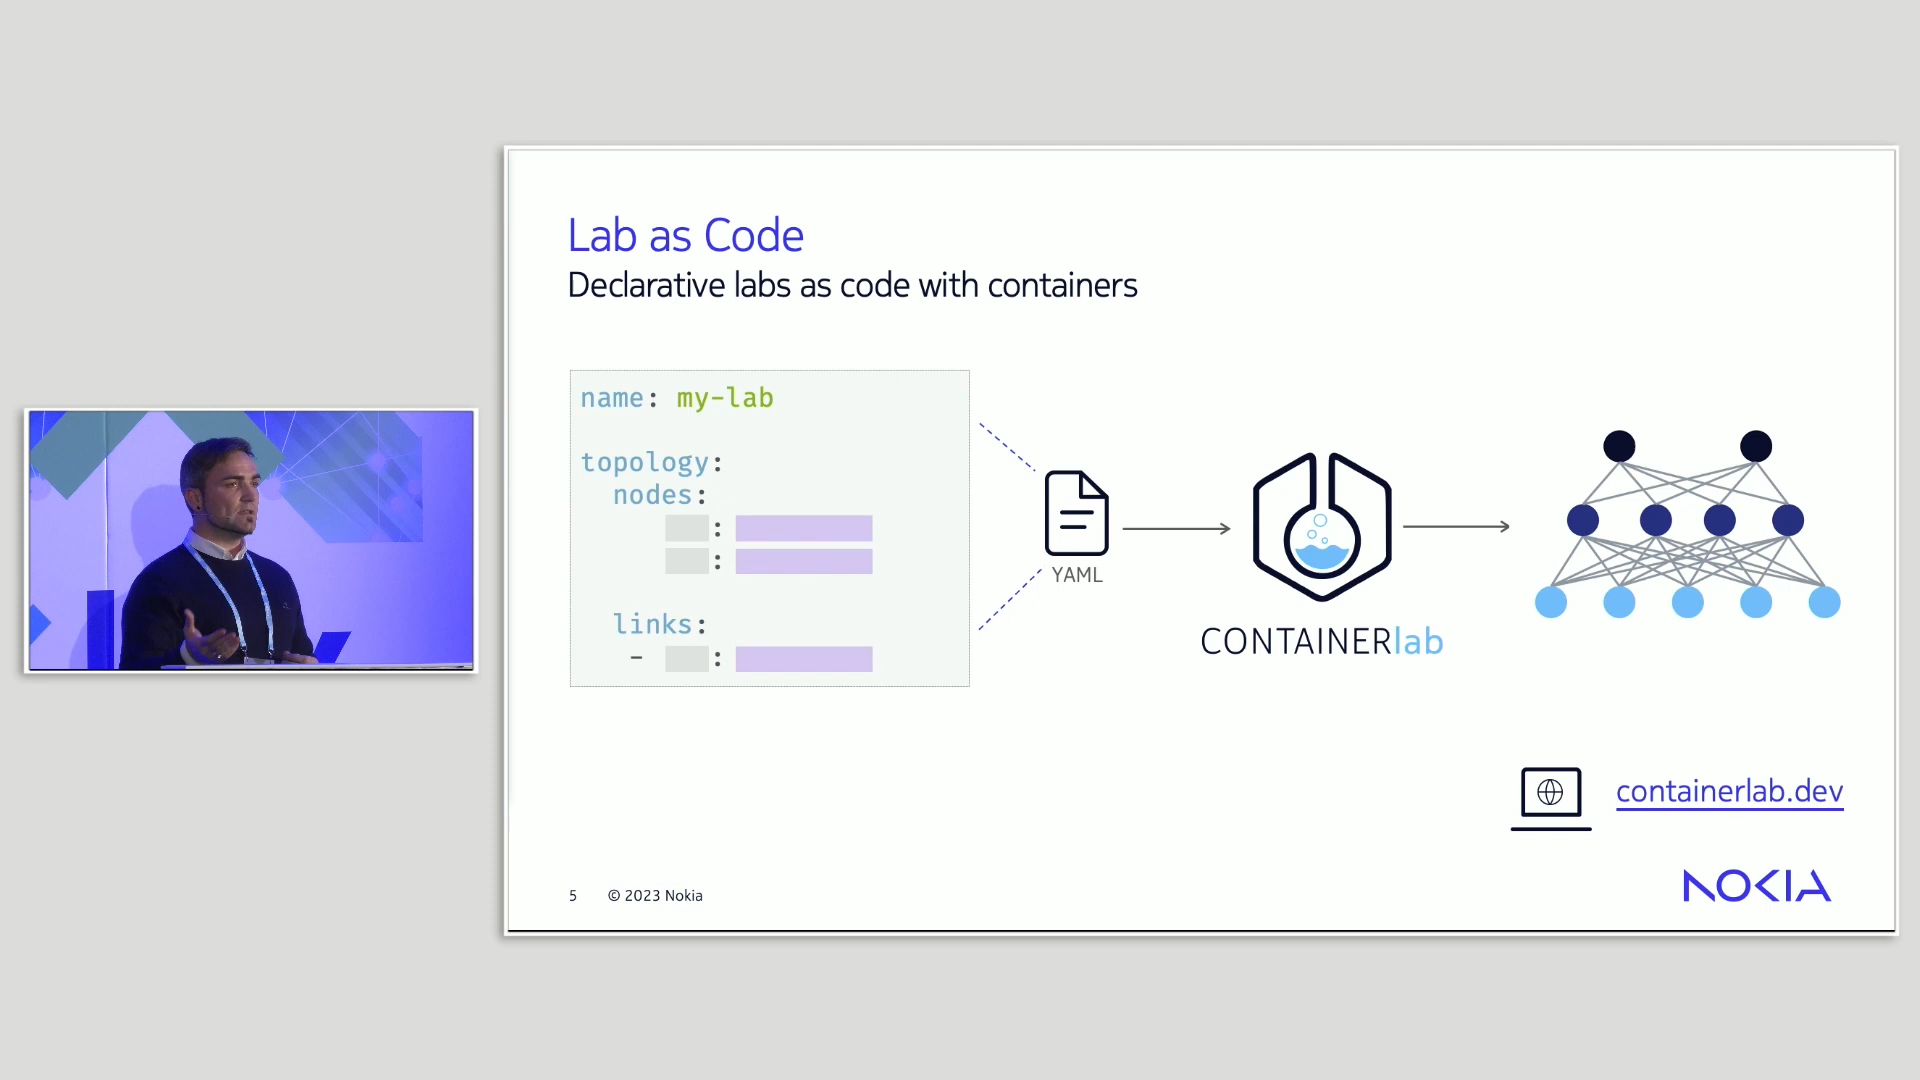 Lab as Code
Declarative labs as code with containers
name: my-lab
topology:
nodes:
:
:
links:
- :
YAML
CONTAINERlab
containerlab.dev
5 © 2023 Nokia
NOKIA